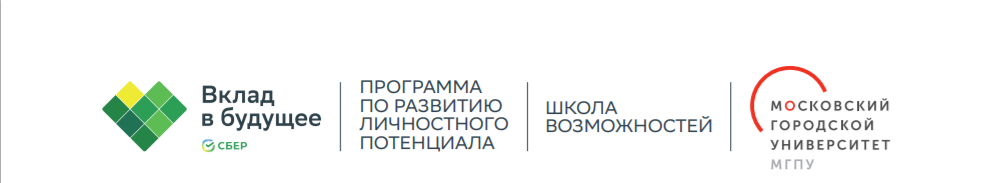 Вклад
в будущее
СБЕР
ПРОГРАММА
ПО РАЗВИТИЮ
ЛИЧНОСТНОГО
ПОТЕНЦИАЛА
ШКОЛА
ВОЗМОЖНОСТЕЙ
МОСКОВСКИЙ
ГОРОДСКОЙ
УНИВЕРСИТЕТ
МГПУ